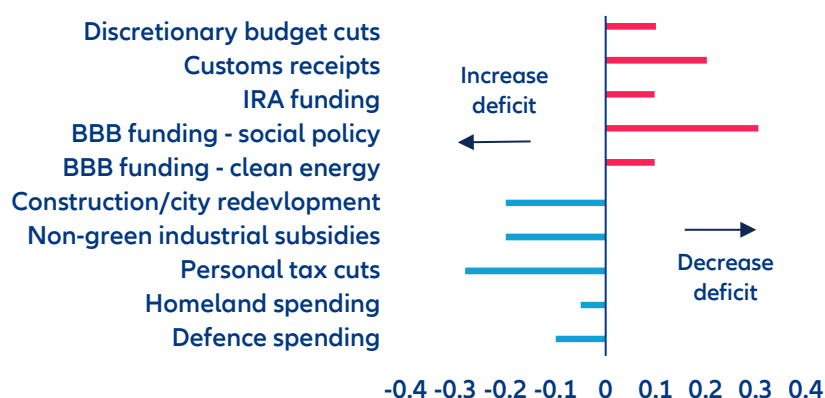 Discretionary budget cuts
Customs receipts
Increase
deficit
IRA funding
BBB funding - social policy
BBB funding - clean energy
Construction/city redevlopment
Non-green industrial subsidies
Personal tax cuts
Decrease
deficit
Homeland spending
Defence spending
-0.4 -0.3 -0.2 -0.1 0 0.1 0.2 0.3 0.4